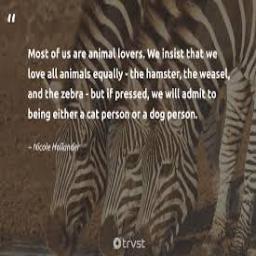 “
Most of us are animal lovers. We insist that we
love all animals equally - the hamster, the weasel,
and the zebra - but if pressed, we will admit to
being either a cat person or a dog person.
– Nicole Hollander
trvst